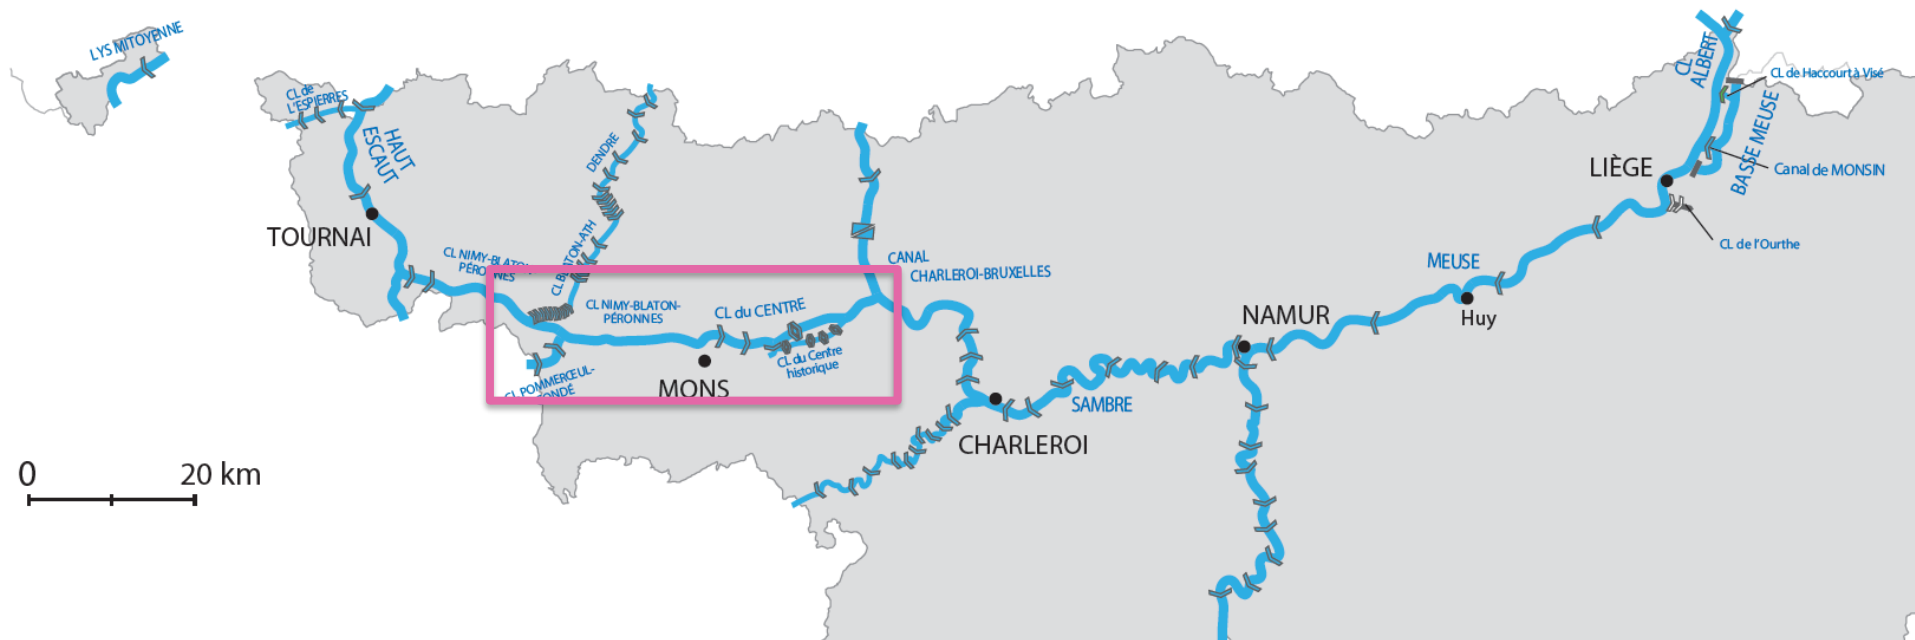 LYS MITOYENNE
CL de
L'ESPIERRES
HAUT
ESCAUT
TOURNAI
DENDRE
CL BLATON-ATH
CL NIMY-BLATON-
PÉRONNES
CL NIMY-BLATON-
PÉRONNES
CL du CENTRE
CL du Centre
historique
MONS
CL POMMERŒUL-
CONDÉ
CANAL
CHARLEROI-BRUXELLES
CHARLEROI
SAMBRE
NAMUR
MEUSE
Huy
LIÈGE
CL
ALBERT
CL de Haccourt à Visé
BASSE MEUSE
Canal de MONSIN
CL de l'Ourthe
0 20 km